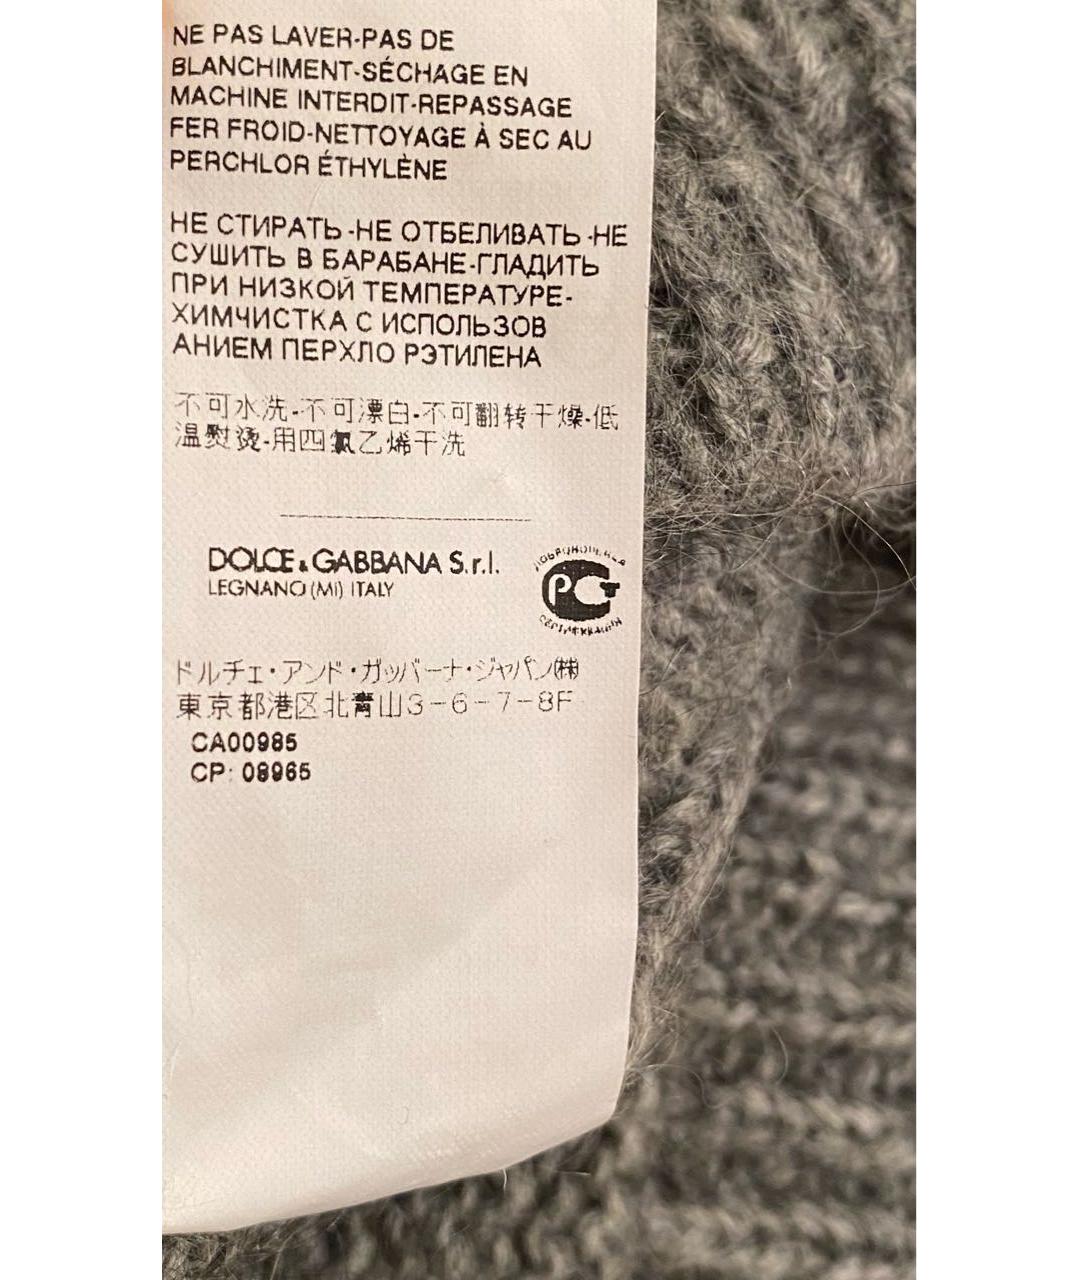 NE PAS LAVER-PAS DE
BLANCHIMENT-SÉCHAGE EN
MACHINE INTERDIT-REPASSAGE
FER FROID-NETTOYAGE À SEC AU
PERCHLOR ÉTHYLÈNE
НЕ СТИРАТЬ-НЕ ОТБЕЛИВАТЬ-НЕ
СУШИТЬ В БАРАБАНЕ-ГЛАДИТЬ
ПРИ НИЗКОЙ ТЕМПЕРАТУРЕ-
ХИМЧИСТКА С ИСПОЛЬЗОВ
АНИЕМ ПЕРХЛО РЭТИЛЕНА
不可水洗-不可漂白-不可翻转干燥-低
温熨烫-用四氯乙烯干洗
DOLCE & GABBANA S.r.l.
LEGNANO (MI) ITALY
ДОБРОВОЛЬНАЯ
РСТ
СЕРТИФИКАЦИЯ
ドルチェ・アンド・ガッバーナ・ジャパン㈱
東京都港区北青山3-6-7-8F
CA00985
CP: 08965